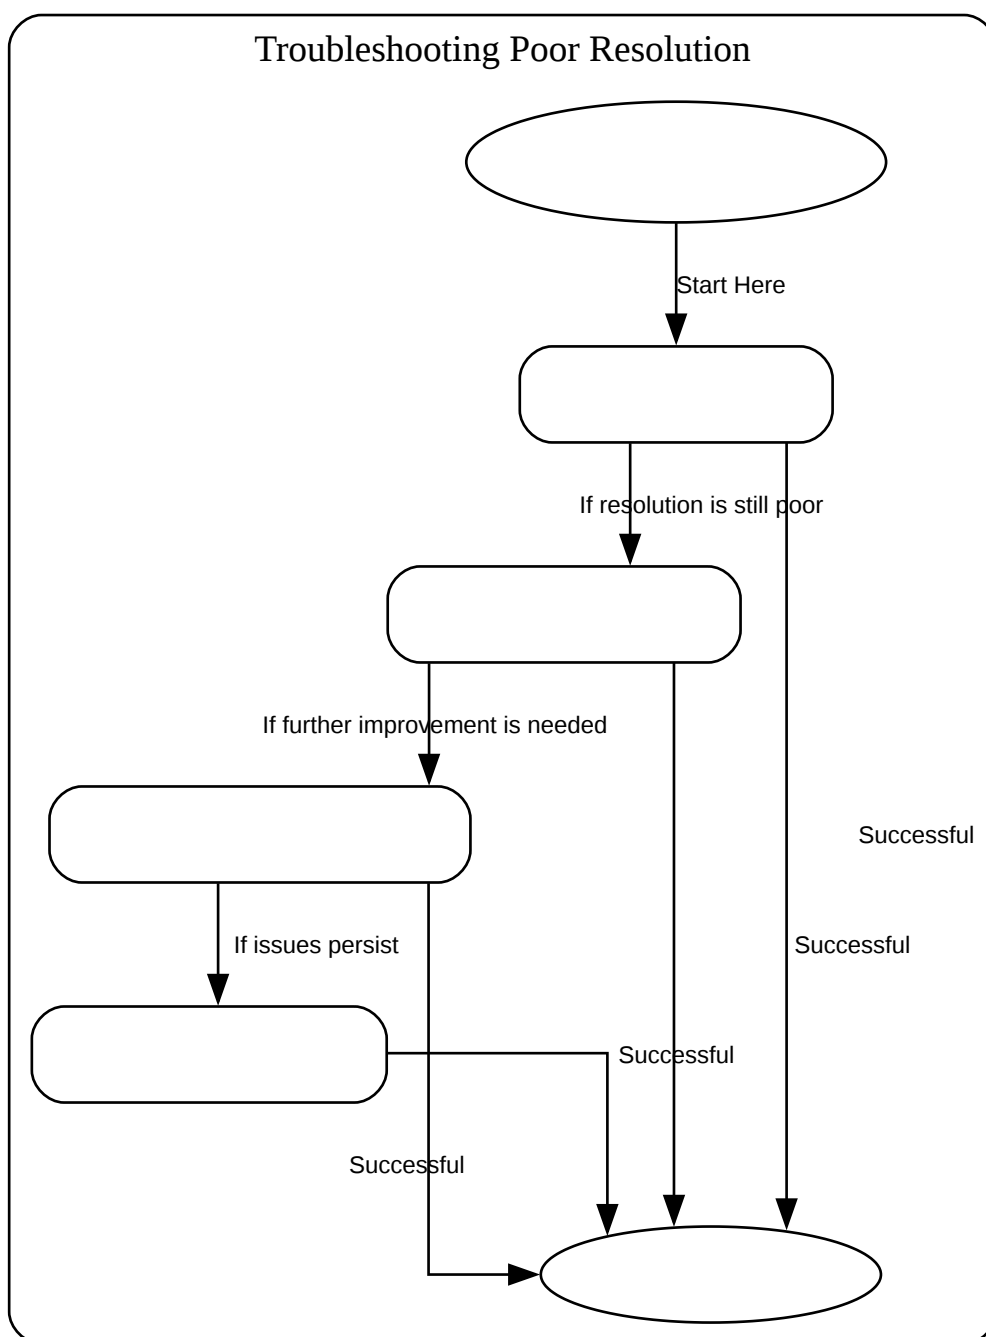 Troubleshooting Poor Resolution
Start Here
If resolution is still poor
If further improvement is needed
Successful
If issues persist
Successful
Successful
Successful